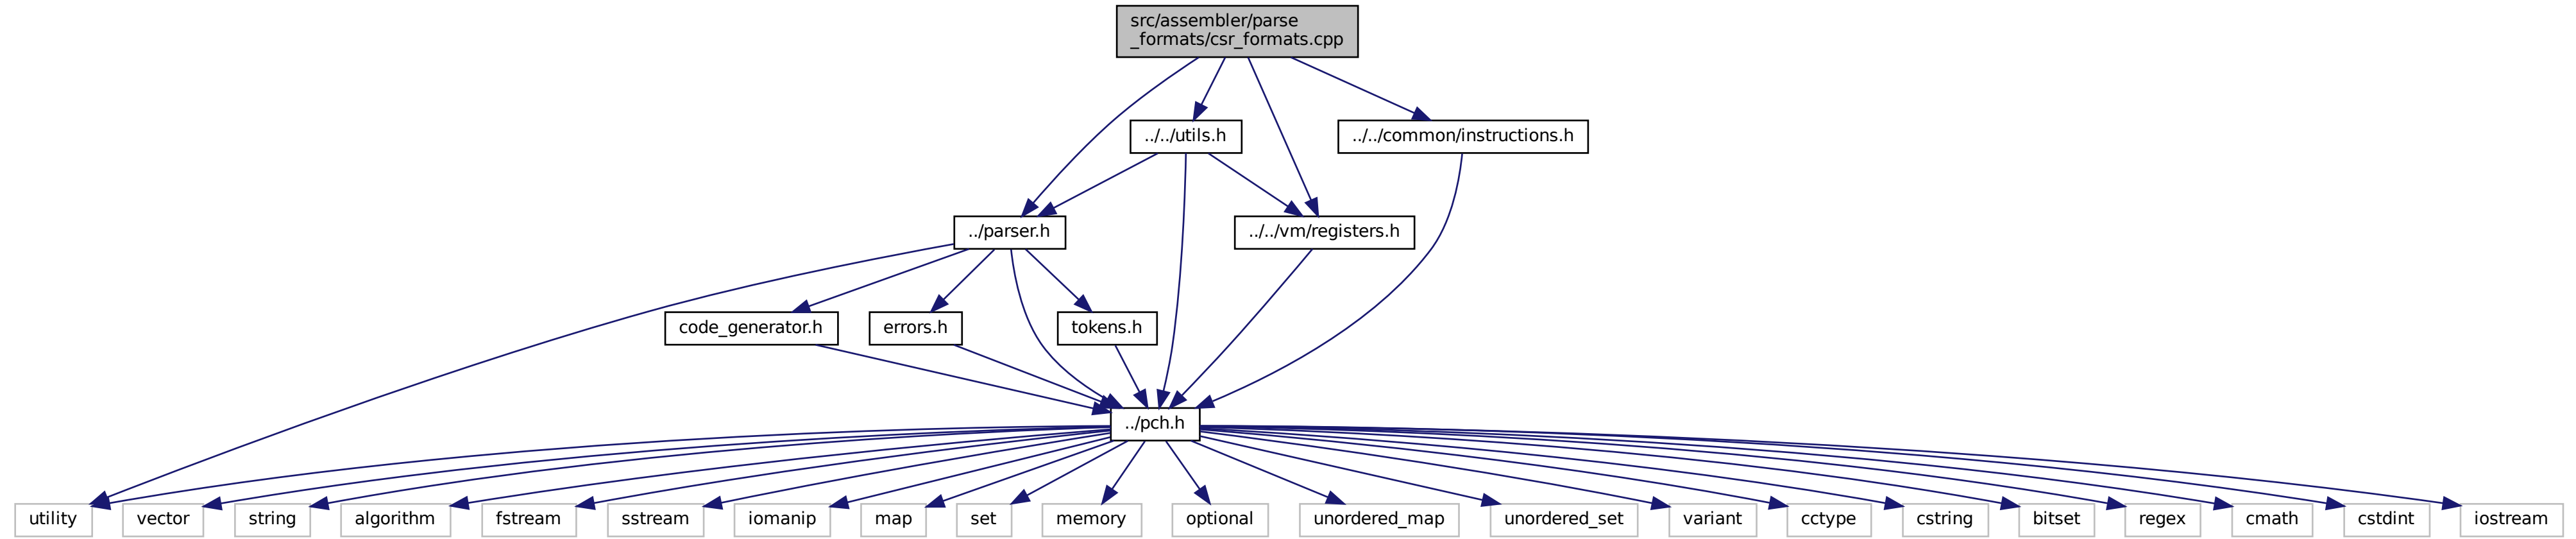 src/assembler/parse
_formats/csr_formats.cpp
../../utils.h
../../common/instructions.h
../parser.h
../../vm/registers.h
code_generator.h
errors.h
tokens.h
../pch.h
utility
vector
string
algorithm
fstream
sstream
iomanip
map
set
memory
optional
unordered_map
unordered_set
variant
cctype
cstring
bitset
regex
cmath
cstdint
iostream